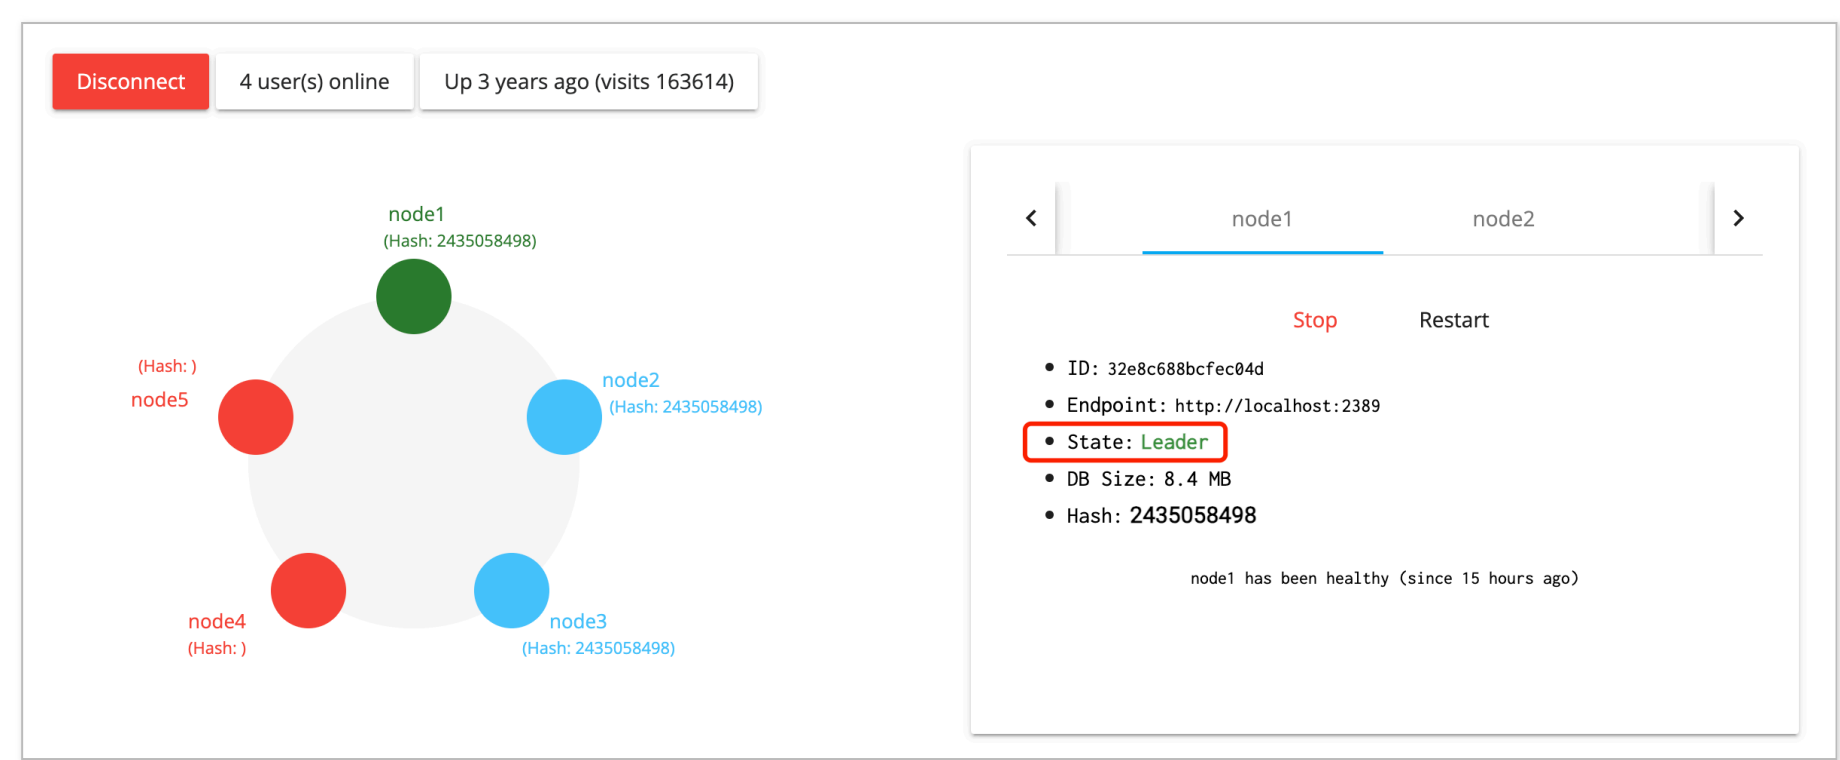 Disconnect
4 user(s) online
Up 3 years ago (visits 163614)
node1
(Hash: 2435058498)
(Hash: )
node5
node2
(Hash: 2435058498)
node4
(Hash: )
node3
(Hash: 2435058498)
node1
node2
Stop
Restart
ID: 32e8c688bcfec04d
Endpoint: http://localhost:2389
State: Leader
DB Size: 8.4 MB
Hash: 2435058498
node1 has been healthy (since 15 hours ago)